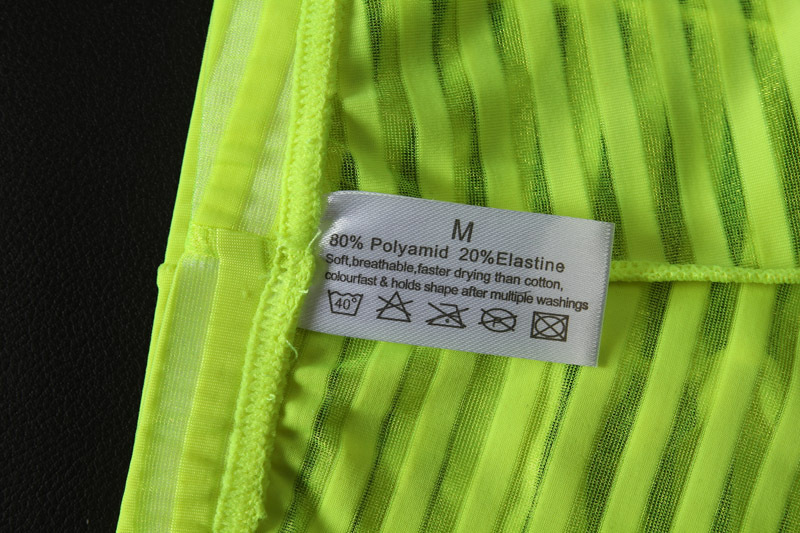 M
80% Polyamid 20%Elastine
Soft,breathable,faster drying than cotton,
colourfast & holds shape after multiple washings
40°